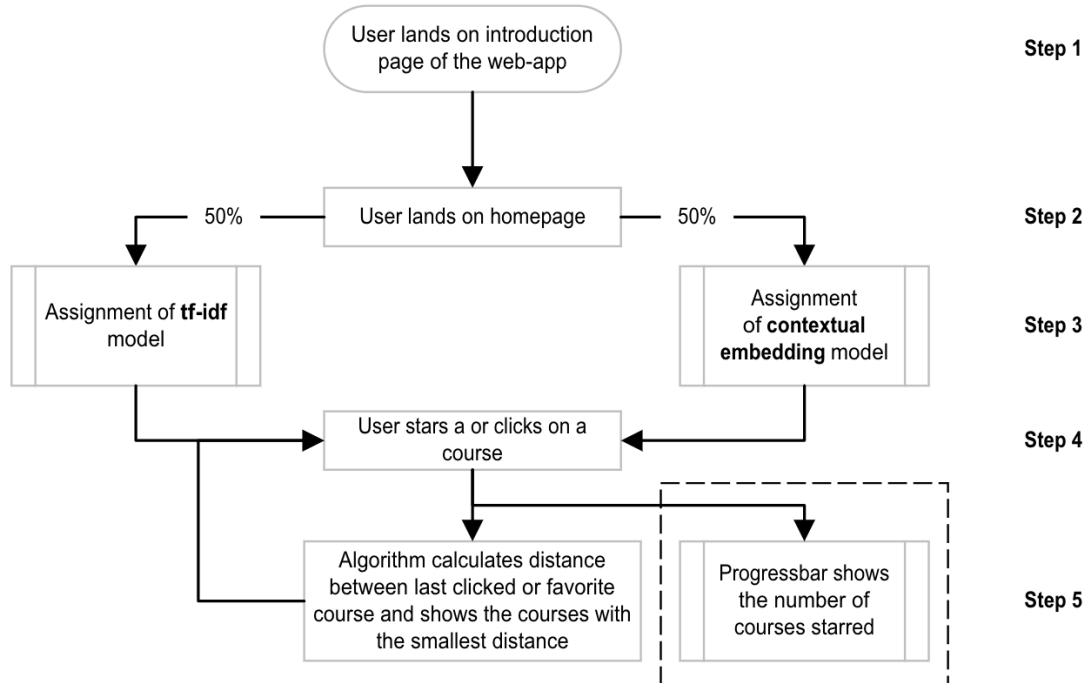 User lands on introduction
page of the web-app
Step 1
50%
User lands on homepage
50%
Step 2
Assignment of tf-idf
model
Assignment
of contextual
embedding model
Step 3
User stars a or clicks on a
course
Step 4
Algorithm calculates distance
between last clicked or favorite
course and shows the courses with
the smallest distance
Progressbar shows
the number of
courses starred
Step 5